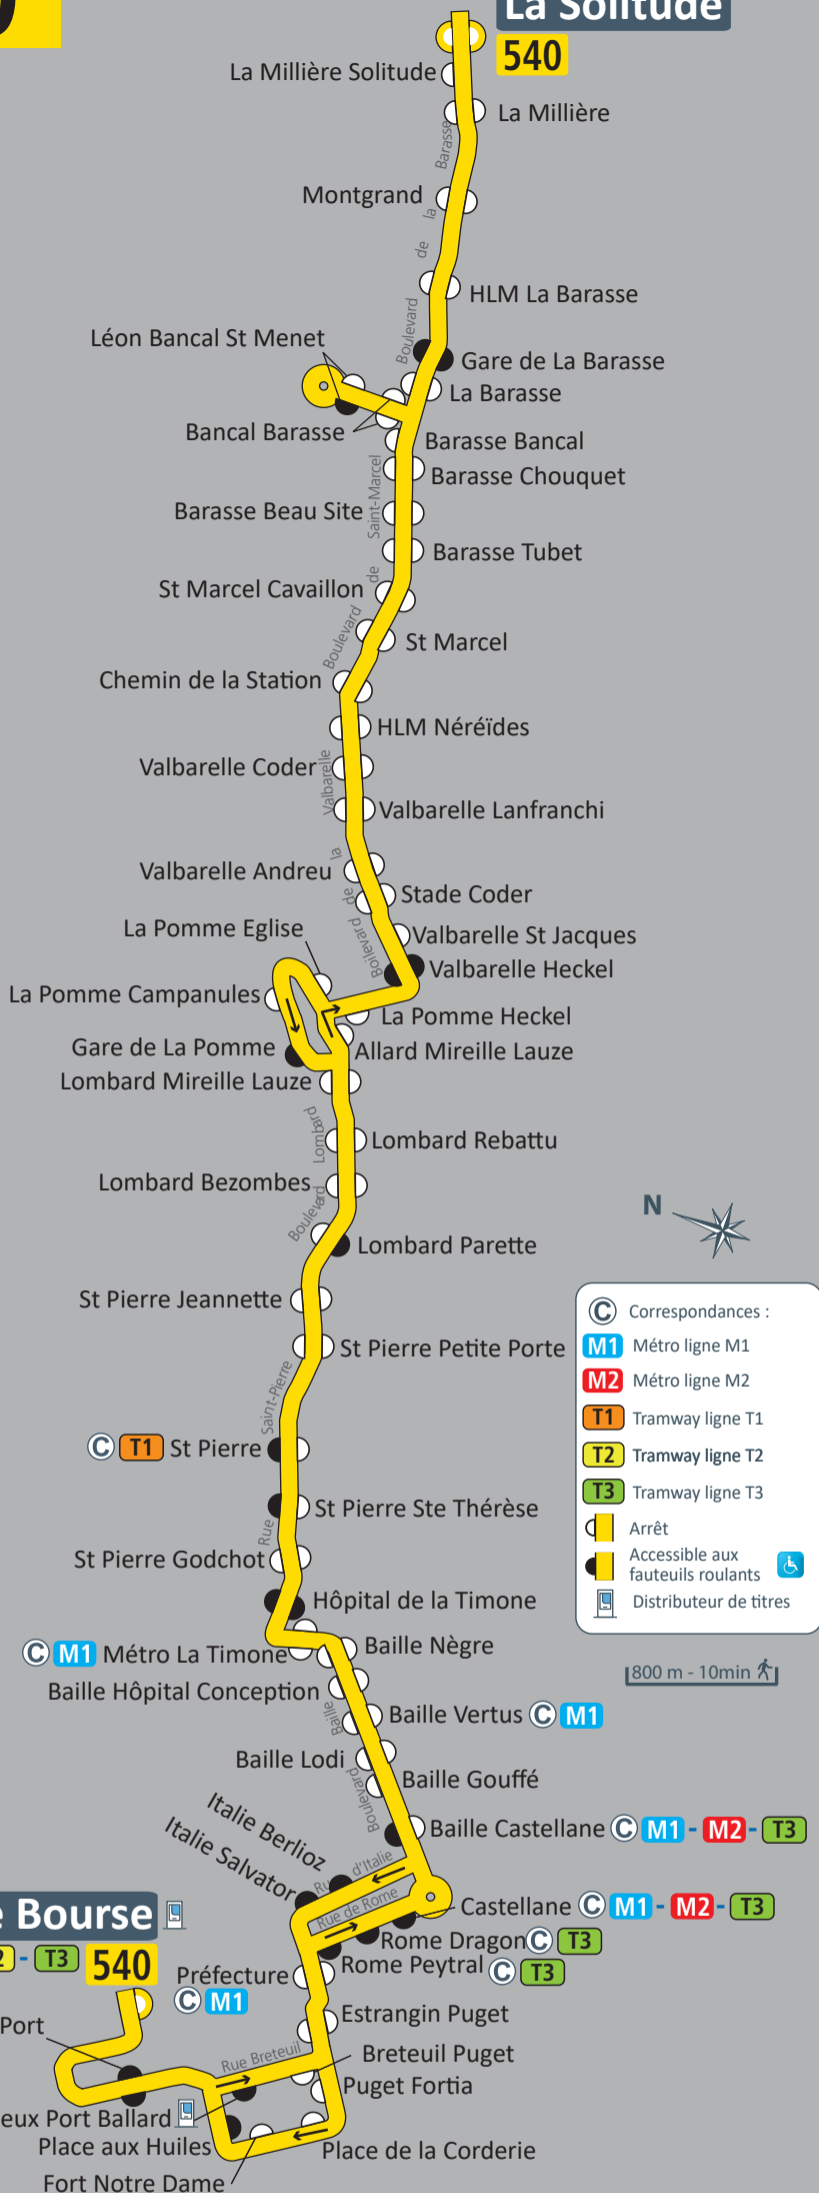 La Solitude
540
La Millière Solitude
La Millière
Boulevard de la Barasse
Montgrand
HLM La Barasse
Léon Bancal St Menet
Gare de La Barasse
La Barasse
Bancal Barasse
Barasse Bancal
Barasse Chouquet
Boulevard de Saint-Marcel
Barasse Beau Site
Barasse Tubet
St Marcel Cavaillon
St Marcel
Chemin de la Station
HLM Néréïdes
Valbarelle Coder
Valbarelle Lanfranchi
Boilevard de la Valbarelle
Valbarelle Andreu
Stade Coder
La Pomme Eglise
Valbarelle St Jacques
Valbarelle Heckel
La Pomme Campanules
La Pomme Heckel
Gare de La Pomme
Allard Mireille Lauze
Lombard Mireille Lauze
Boulevard Lombard
Lombard Rebattu
Lombard Bezombes
Lombard Parette
N
St Pierre Jeannette
St Pierre Petite Porte
C Correspondances :
M1 Métro ligne M1
M2 Métro ligne M2
T1 Tramway ligne T1
T2 Tramway ligne T2
T3 Tramway ligne T3
Arrêt
Accessible aux
fauteuils roulants
Distributeur de titres
800 m - 10min
Rue Saint-Pierre
C T1 St Pierre
St Pierre Ste Thérèse
St Pierre Godchot
Hôpital de la Timone
C M1 Métro La Timone
Baille Nègre
Baille Hôpital Conception
Baille Vertus C M1
Boulevard Baille
Baille Lodi
Baille Gouffé
Italie Berlioz
Italie Salvator
Baille Castellane C M1 - M2 - T3
Rue d'Italie
Rue de Rome
Castellane C M1 - M2 - T3
Bourse
- T3 540
Rome Dragon C T3
Préfecture
C M1
Rome Peytral C T3
Port
Estrangin Puget
Rue Breteuil
Breteuil Puget
Puget Fortia
eux Port Ballard
Place aux Huiles
Place de la Corderie
Fort Notre Dame